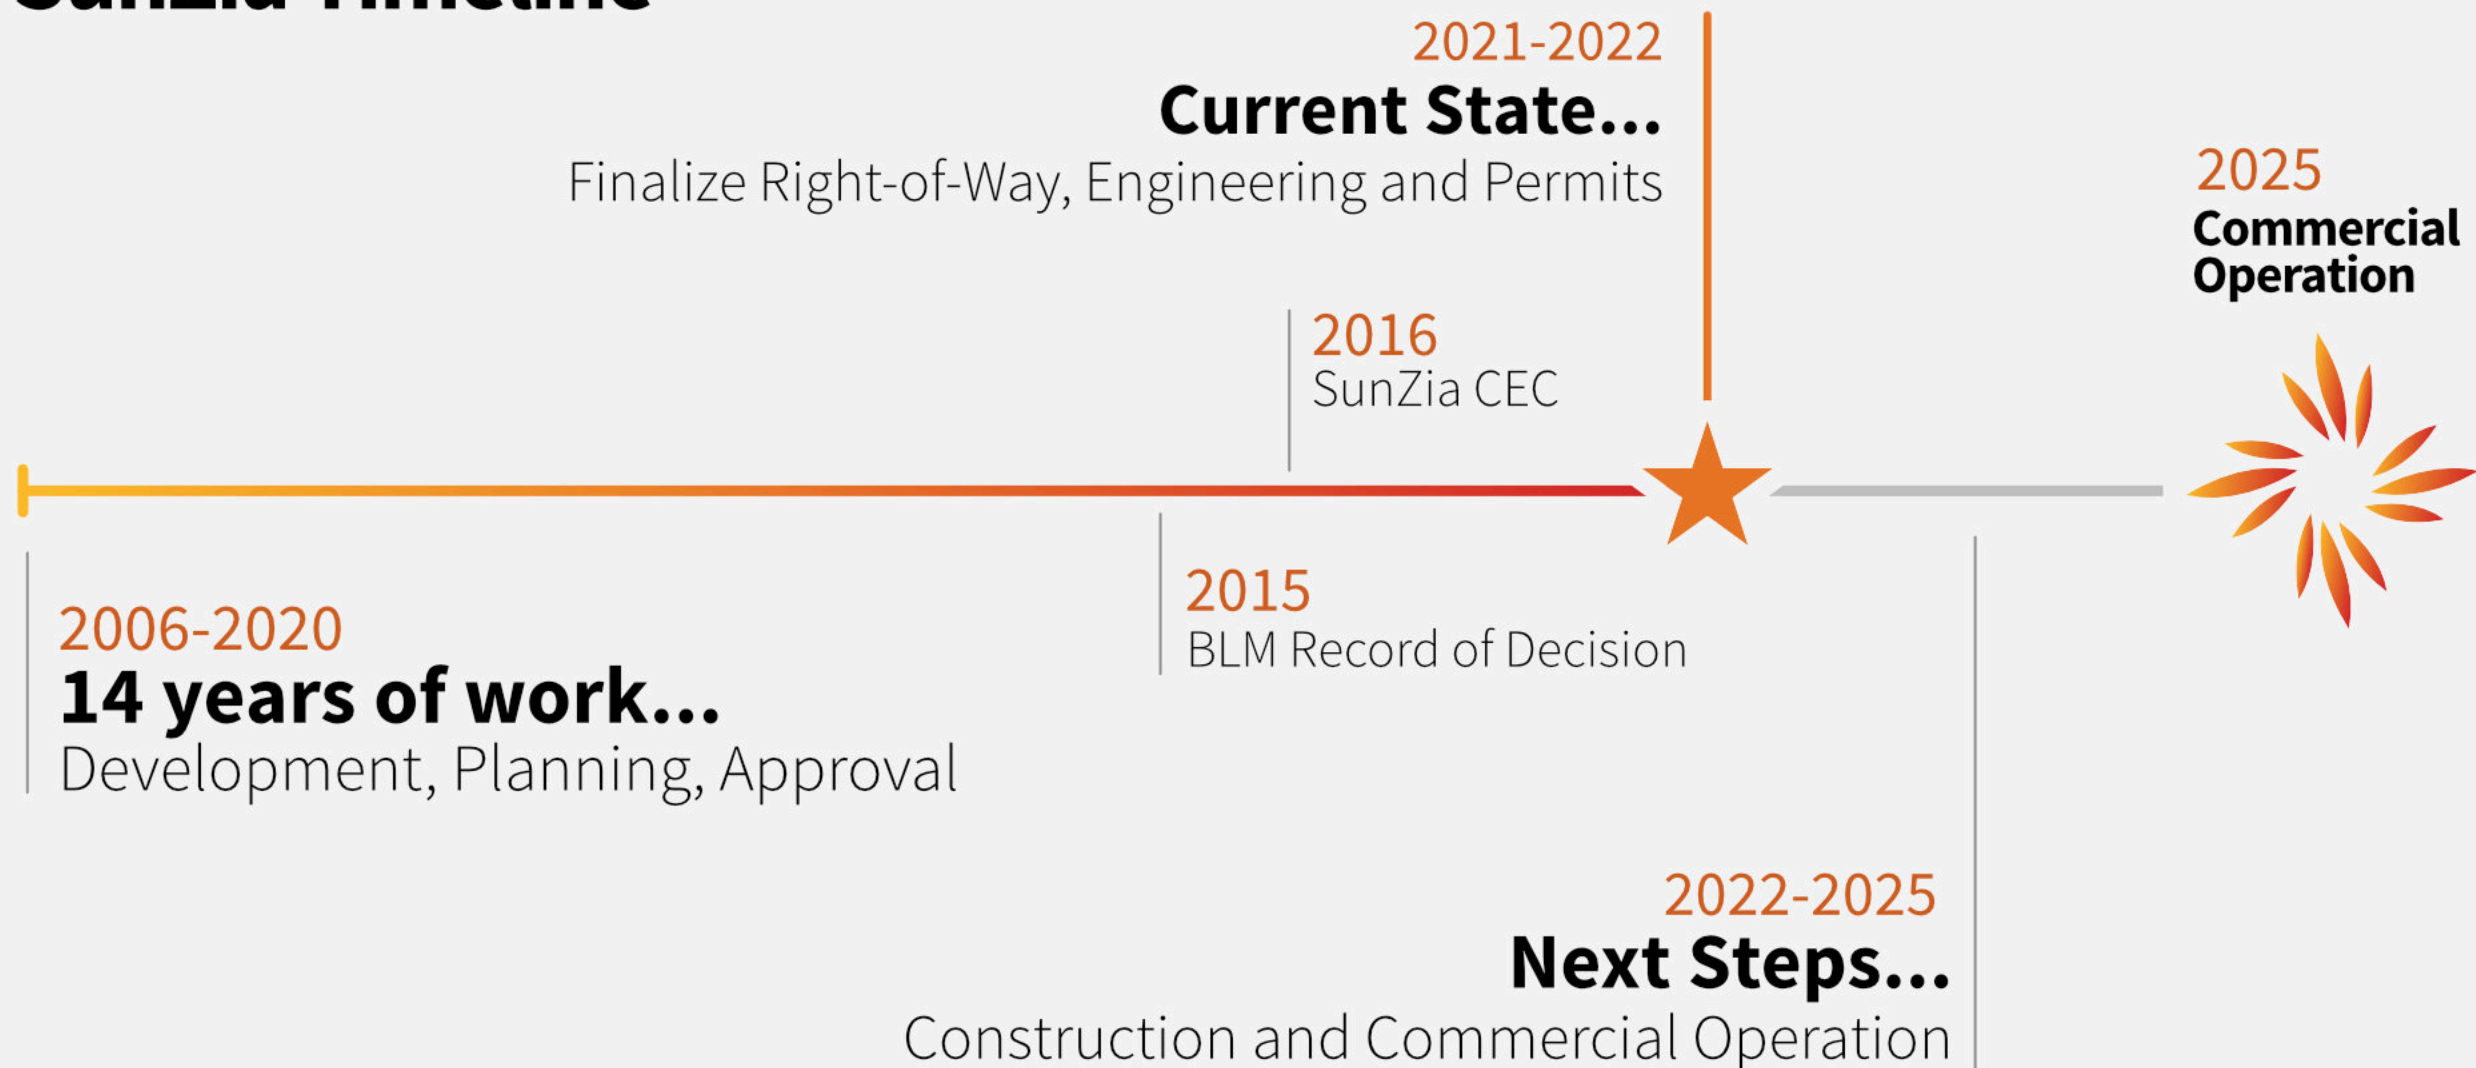 SunZia Timeline
2021-2022
Current State...
Finalize Right-of-Way, Engineering and Permits
2025
Commercial
Operation
2016
SunZia CEC
2015
BLM Record of Decision
2006-2020
14 years of work...
Development, Planning, Approval
2022-2025
Next Steps...
Construction and Commercial Operation